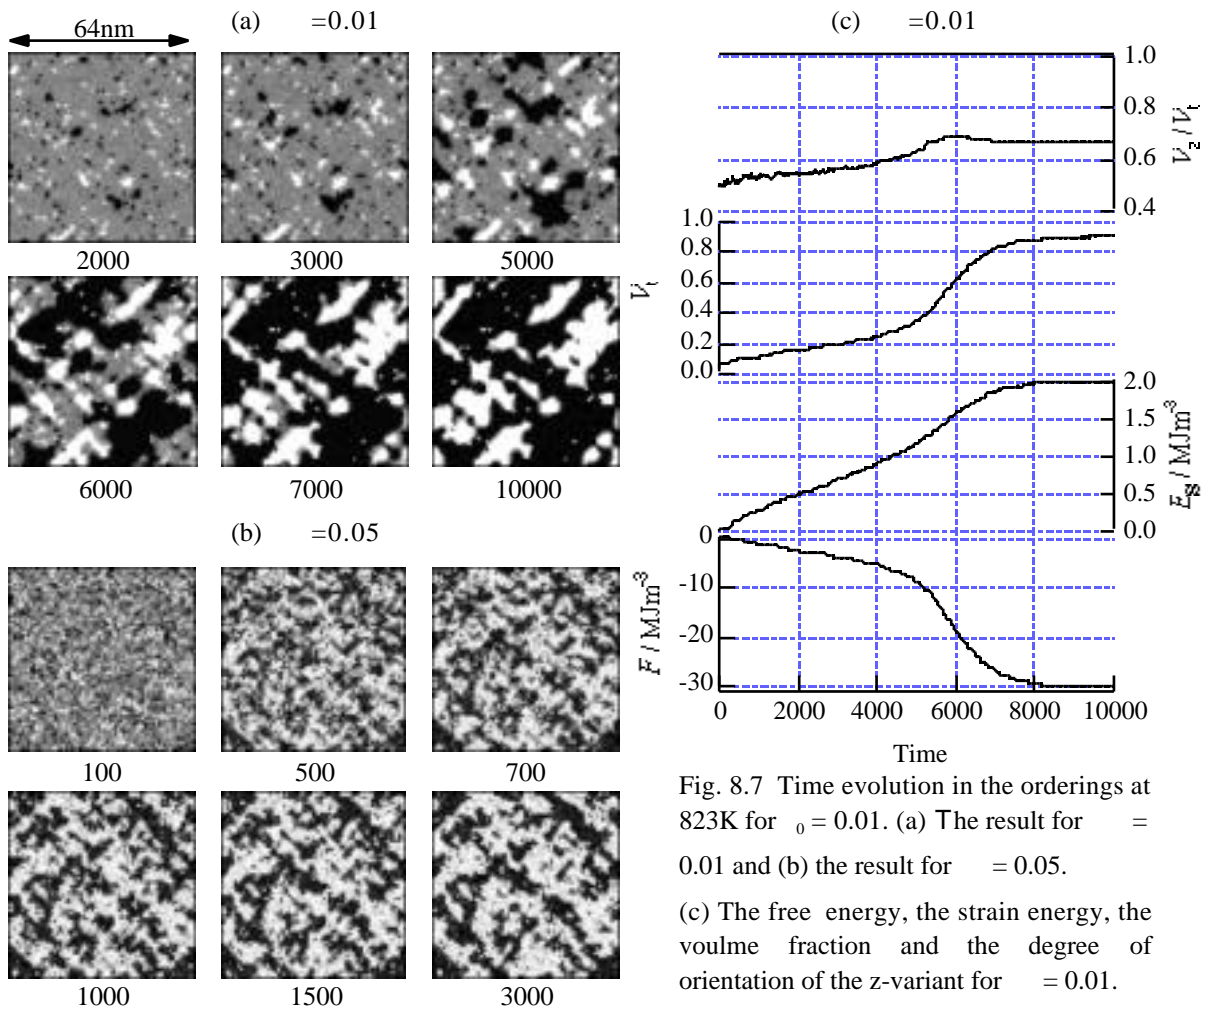 (a) =0.01
64nm
2000 3000 5000
6000 7000 10000
(b) =0.05
100 500 700
1000 1500 3000
(c) =0.01
1.0
0.8
0.6
0.4
V_z / V_t
1.0
0.8
0.6
0.4
0.2
0.0
V_t
2.0
1.5
1.0
0.5
0.0
/ MJm⁻³
0
-10
-20
-30
F / MJm⁻³
0 2000 4000 6000 8000 10000
Time
Fig. 8.7 Time evolution in the orderings at
823K for ₀ = 0.01. (a) The result for =
0.01 and (b) the result for = 0.05.
(c) The free energy, the strain energy, the
voulme fraction and the degree of
orientation of the z-variant for = 0.01.